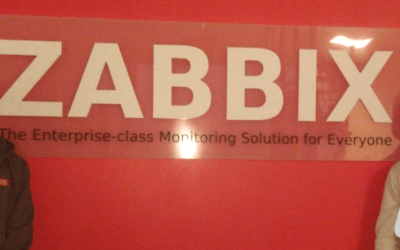 ZABBIX
The Enterprise-class Monitoring Solution for Everyone